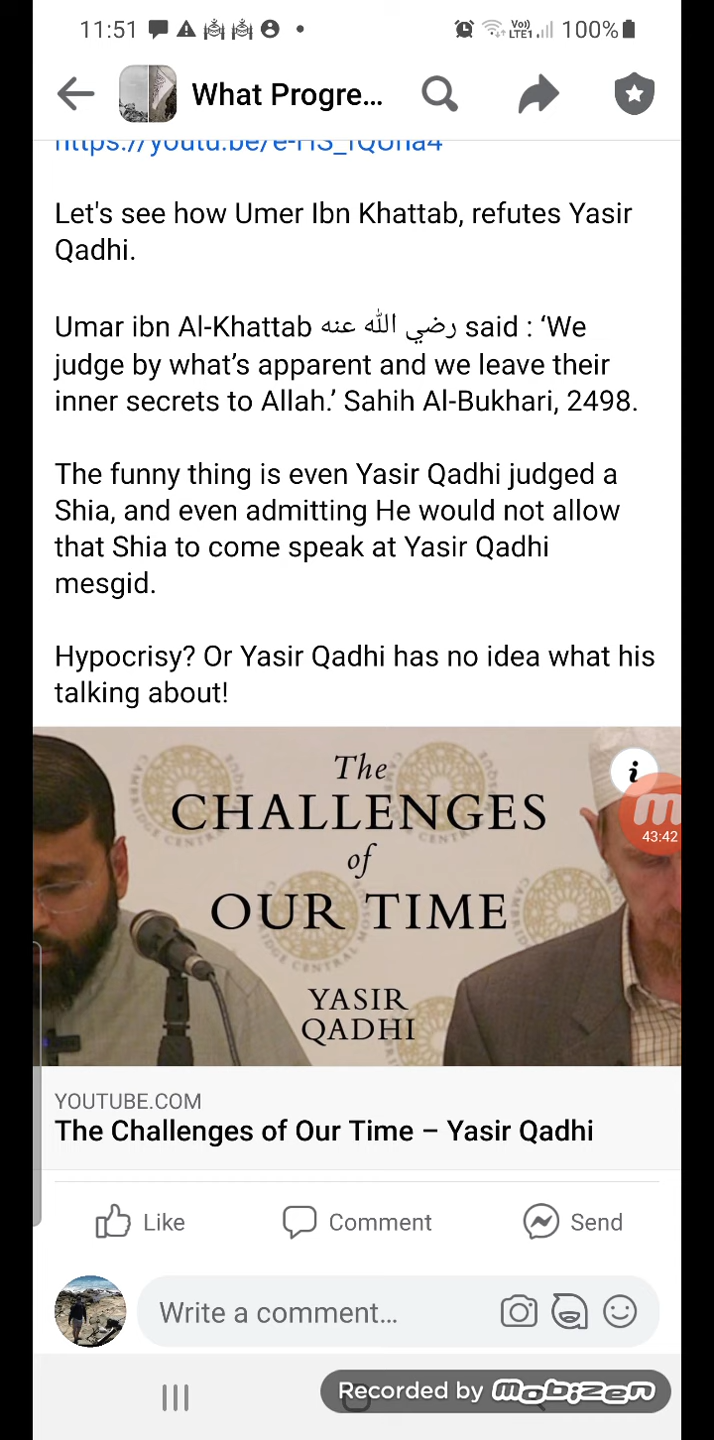 11:51
Vo)) LTE1 100%
What Progre...
Let's see how Umer Ibn Khattab, refutes Yasir
Qadhi.
Umar ibn Al-Khattab رضي الله عنه said : ‘We
judge by what’s apparent and we leave their
inner secrets to Allah.’ Sahih Al-Bukhari, 2498.
The funny thing is even Yasir Qadhi judged a
Shia, and even admitting He would not allow
that Shia to come speak at Yasir Qadhi
mesgid.
Hypocrisy? Or Yasir Qadhi has no idea what his
talking about!
The
CHALLENGES
of
OUR TIME
YASIR
QADHI
43:42
YOUTUBE.COM
The Challenges of Our Time – Yasir Qadhi
Like Comment Send
Write a comment...
Recorded by mobizen